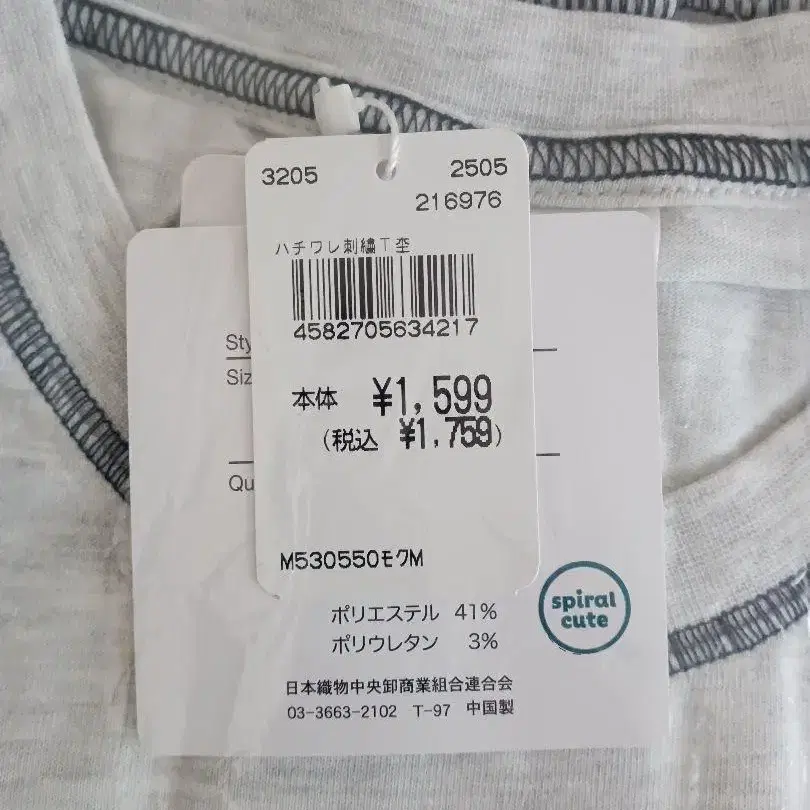 3205 2505
216976
ハチワレ刺繍T杢
4582705634217
本体 ¥1,599
(税込 ¥1,759)
M530550モクM
ポリエステル 41%
ポリウレタン 3%
spiral
cute
日本織物中央卸商業組合連合会
03-3663-2102 T-97 中国製